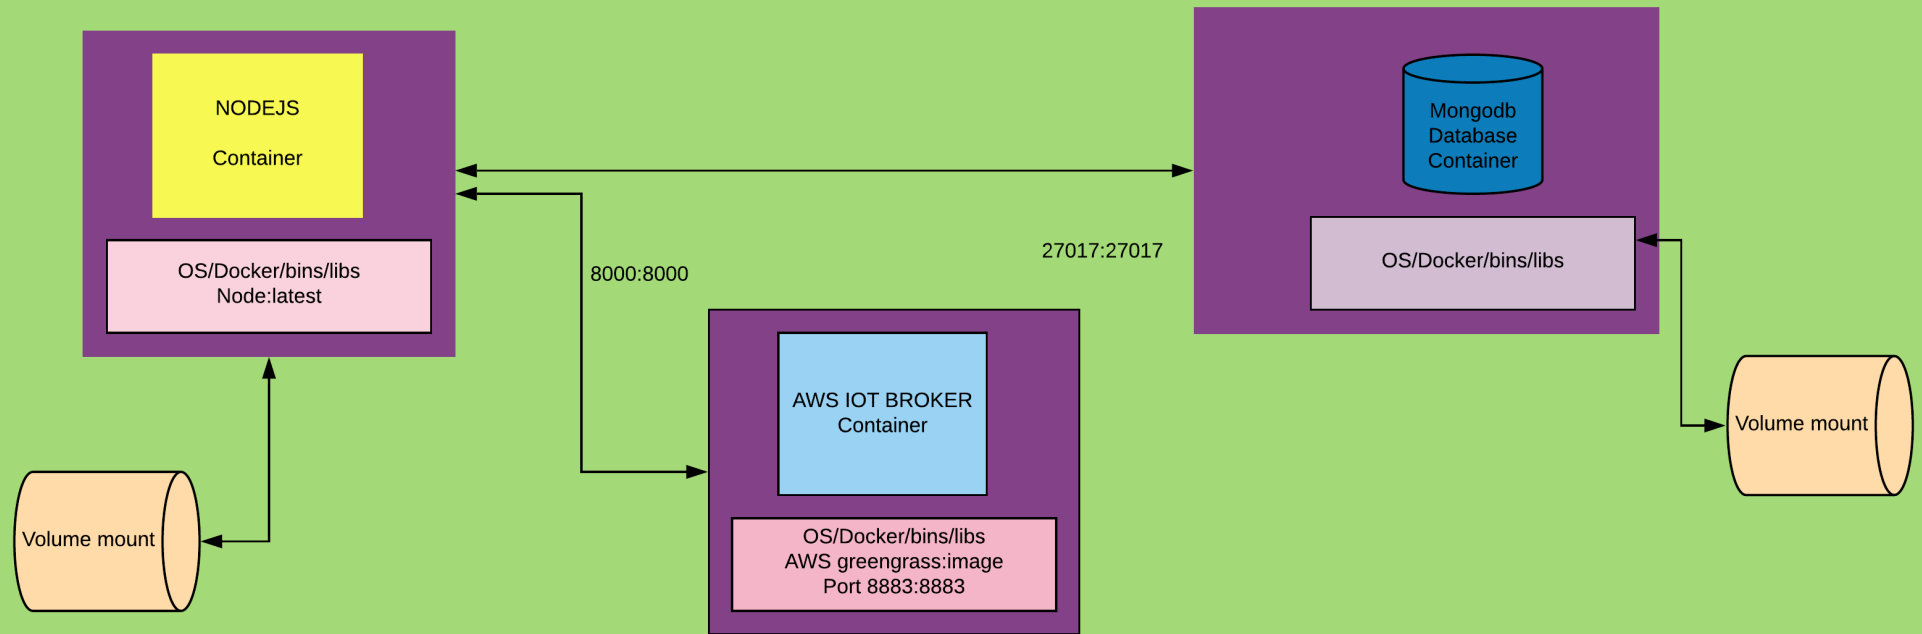 NODEJS
Container
OS/Docker/bins/libs
Node:latest
Volume mount
8000:8000
27017:27017
AWS IOT BROKER
Container
OS/Docker/bins/libs
AWS greengrass:image
Port 8883:8883
Mongodb
Database
Container
OS/Docker/bins/libs
Volume mount